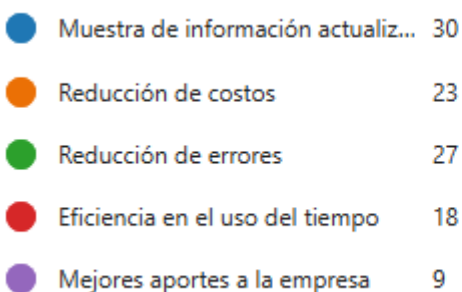 Muestra de información actualiz... 30
Reducción de costos 23
Reducción de errores 27
Eficiencia en el uso del tiempo 18
Mejores aportes a la empresa 9